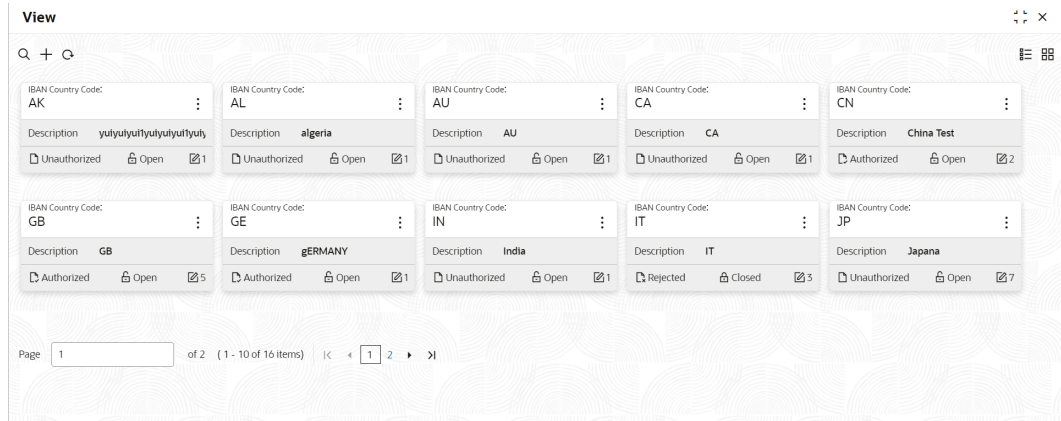 View
IBAN Country Code:
AK
Description yuiyuiyui1yuiyuiyui1yuiy
Unauthorized Open 1
IBAN Country Code:
AL
Description algeria
Unauthorized Open 1
IBAN Country Code:
AU
Description AU
Unauthorized Open 1
IBAN Country Code:
CA
Description CA
Unauthorized Open 1
IBAN Country Code:
CN
Description China Test
Authorized Open 2
IBAN Country Code:
GB
Description GB
Authorized Open 5
IBAN Country Code:
GE
Description gERMANY
Authorized Open 1
IBAN Country Code:
IN
Description India
Unauthorized Open 1
IBAN Country Code:
IT
Description IT
Rejected Closed 3
IBAN Country Code:
JP
Description Japana
Unauthorized Open 7
Page 1 of 2 ( 1 - 10 of 16 items) 1 2